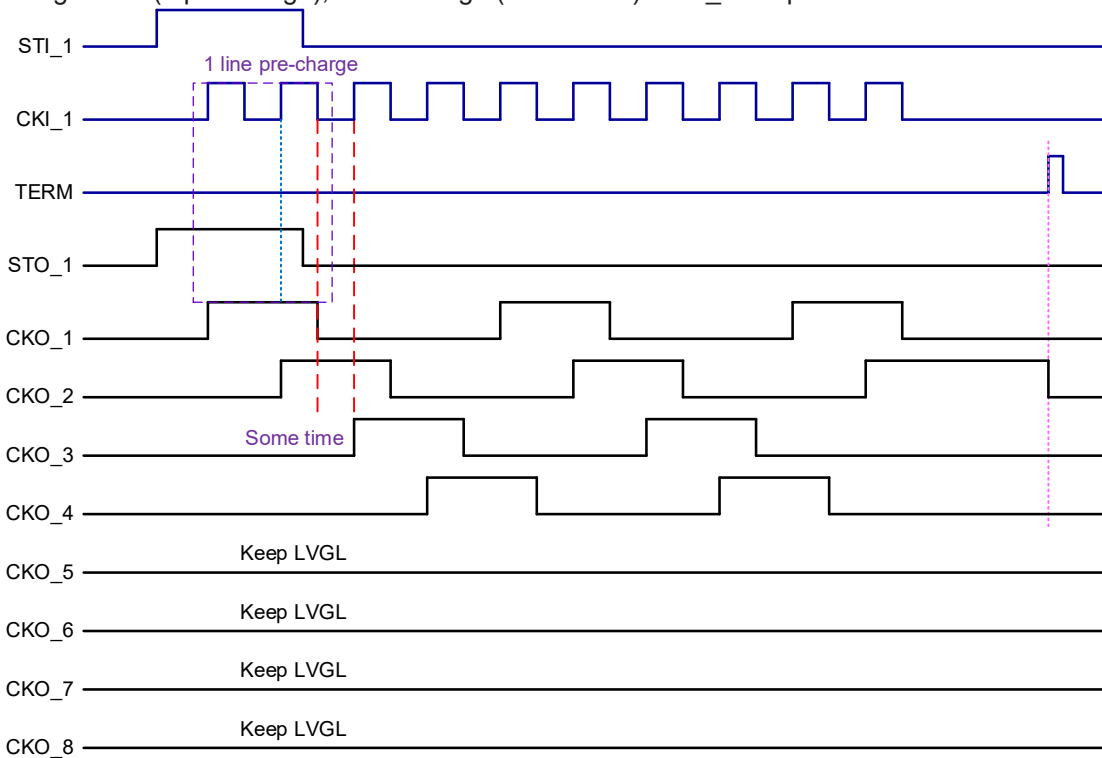 STI_1
1 line pre-charge
CKI_1
TERM
STO_1
CKO_1
CKO_2
Some time
CKO_3
CKO_4
Keep LVGL
CKO_5
Keep LVGL
CKO_6
Keep LVGL
CKO_7
Keep LVGL
CKO_8